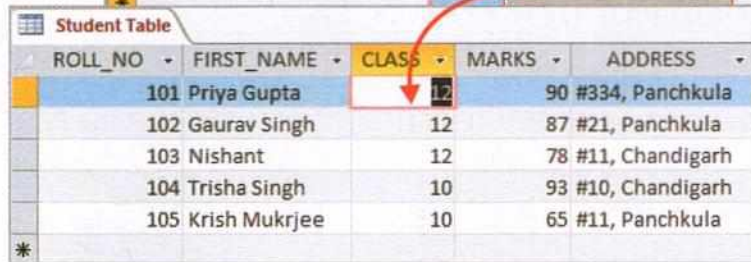 Student Table
ROLL_NO FIRST_NAME CLASS MARKS ADDRESS
101 Priya Gupta 12 90 #334, Panchkula
102 Gaurav Singh 12 87 #21, Panchkula
103 Nishant 12 78 #11, Chandigarh
104 Trisha Singh 10 93 #10, Chandigarh
105 Krish Mukrjee 10 65 #11, Panchkula
*